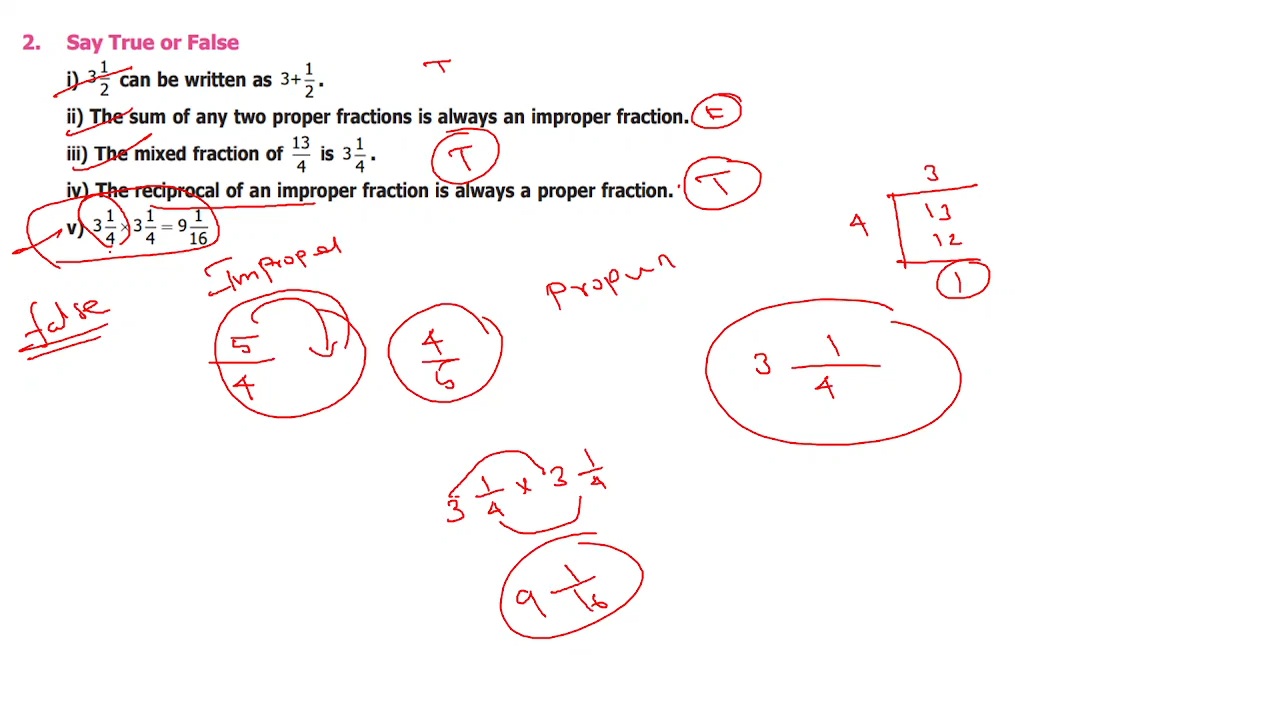 2. Say True or False
i) 3 1/2 can be written as 3+ 1/2 . T
ii) The sum of any two proper fractions is always an improper fraction. F
iii) The mixed fraction of 13/4 is 3 1/4 . T
iv) The reciprocal of an improper fraction is always a proper fraction. T
v) 3 1/4 × 3 1/4 = 9 1/16
false
Improper
5/4
4/5
3
4 13
12
1
3 1/4
3 1/4 × 3 1/4
9 1/16